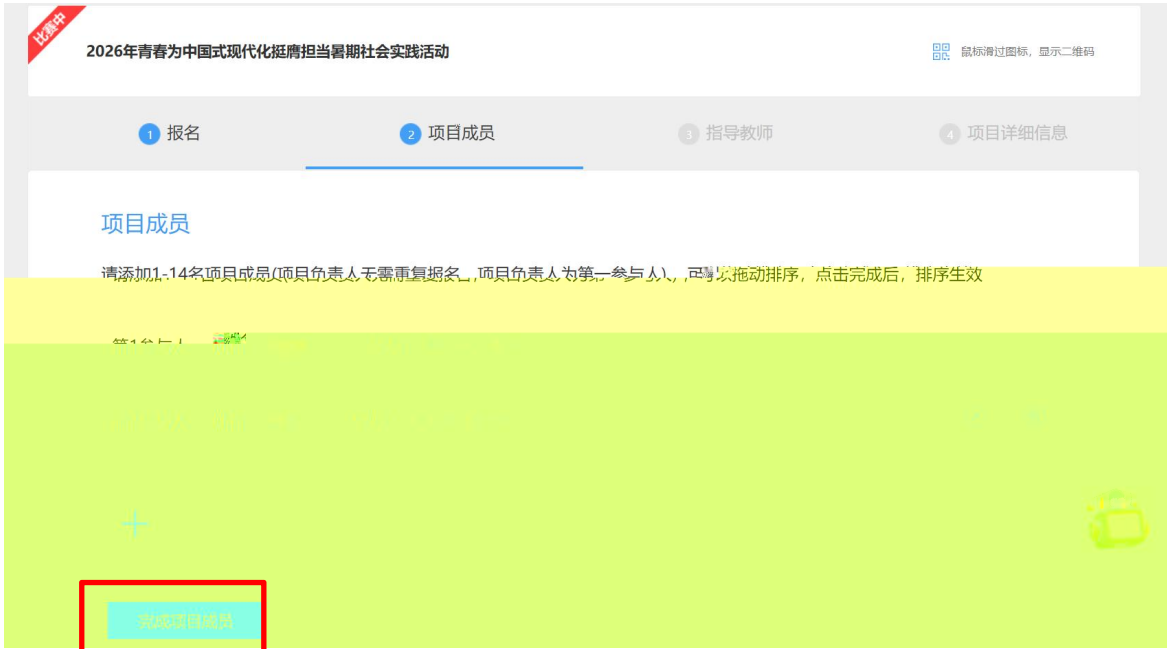 比赛中
2026年青春为中国式现代化挺膺担当暑期社会实践活动
鼠标滑过图标，显示二维码
1 报名
2 项目成员
3 指导教师
4 项目详细信息
项目成员
请添加1-14名项目成员(项目负责人无需重复报名，项目负责人为第一参与人)，可以拖动排序，点击完成后，排序生效
第1参与人
完成项目成员